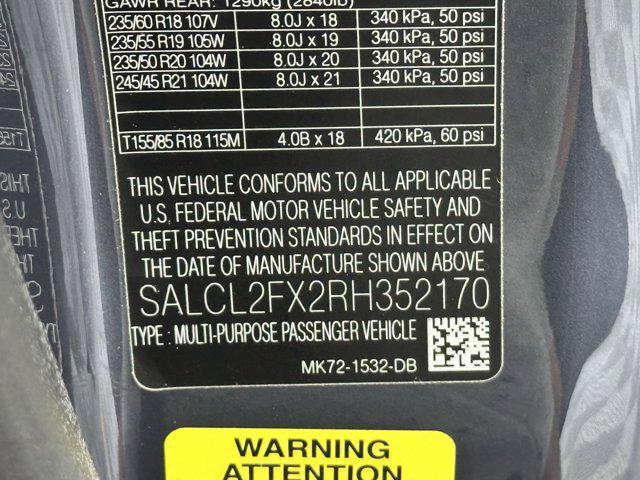 GAWR REAR: 1290kg (2840lb)
235/60 R18 107V 8.0J x 18 340 kPa, 50 psi
235/55 R19 105W 8.0J x 19 340 kPa, 50 psi
235/50 R20 104W 8.0J x 20 340 kPa, 50 psi
245/45 R21 104W 8.0J x 21 340 kPa, 50 psi
T155/85 R18 115M 4.0B x 18 420 kPa, 60 psi
THIS VEHICLE CONFORMS TO ALL APPLICABLE
U.S. FEDERAL MOTOR VEHICLE SAFETY AND
THEFT PREVENTION STANDARDS IN EFFECT ON
THE DATE OF MANUFACTURE SHOWN ABOVE
SALCL2FX2RH352170
TYPE : MULTI-PURPOSE PASSENGER VEHICLE
MK72-1532-DB
WARNING
ATTENTION